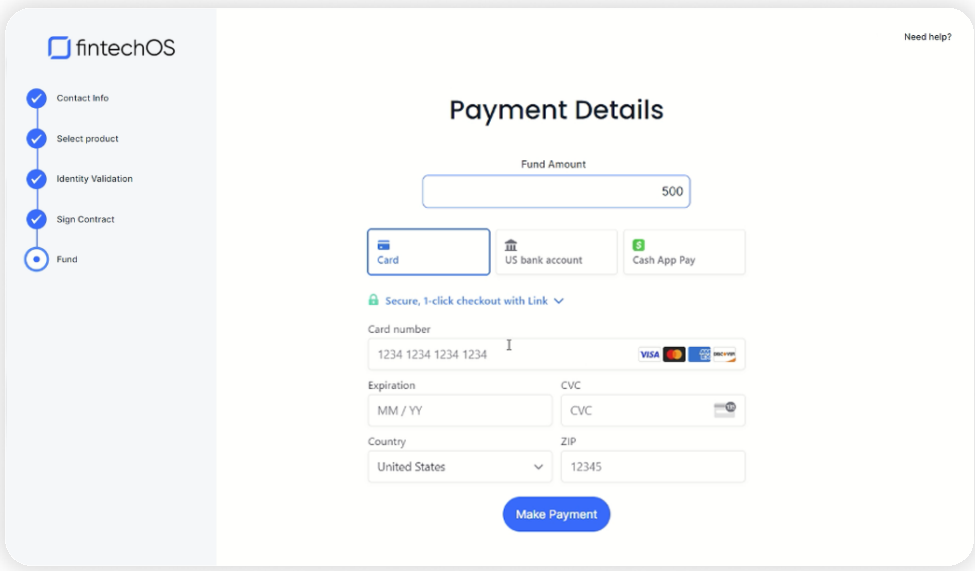 fintechOS
Need help?
Contact Info
Select product
Identity Validation
Sign Contract
Fund
Payment Details
Fund Amount
500
Card
US bank account
Cash App Pay
Secure, 1-click checkout with Link
Card number
1234 1234 1234 1234
VISA
DISCOVER
Expiration
CVC
MM / YY
CVC
Country
ZIP
United States
12345
Make Payment